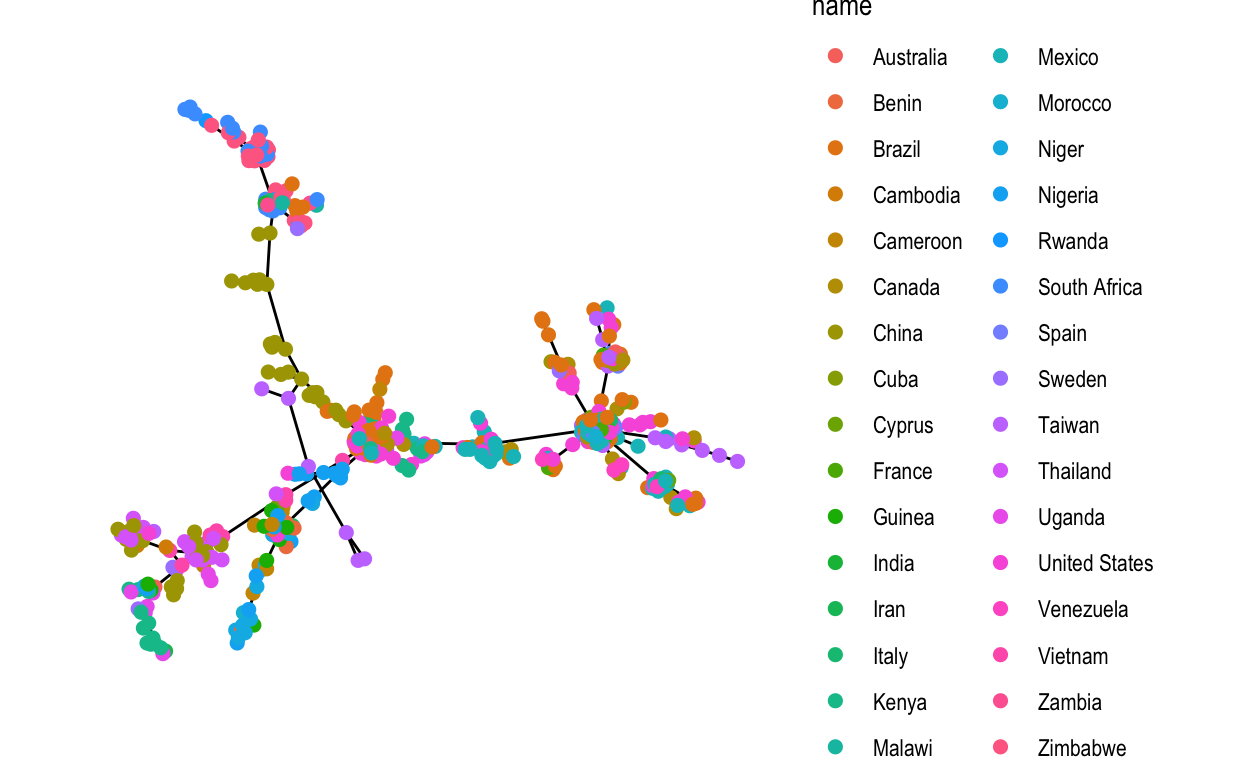 name
Australia
Benin
Brazil
Cambodia
Cameroon
Canada
China
Cuba
Cyprus
France
Guinea
India
Iran
Italy
Kenya
Malawi
Mexico
Morocco
Niger
Nigeria
Rwanda
South Africa
Spain
Sweden
Taiwan
Thailand
Uganda
United States
Venezuela
Vietnam
Zambia
Zimbabwe